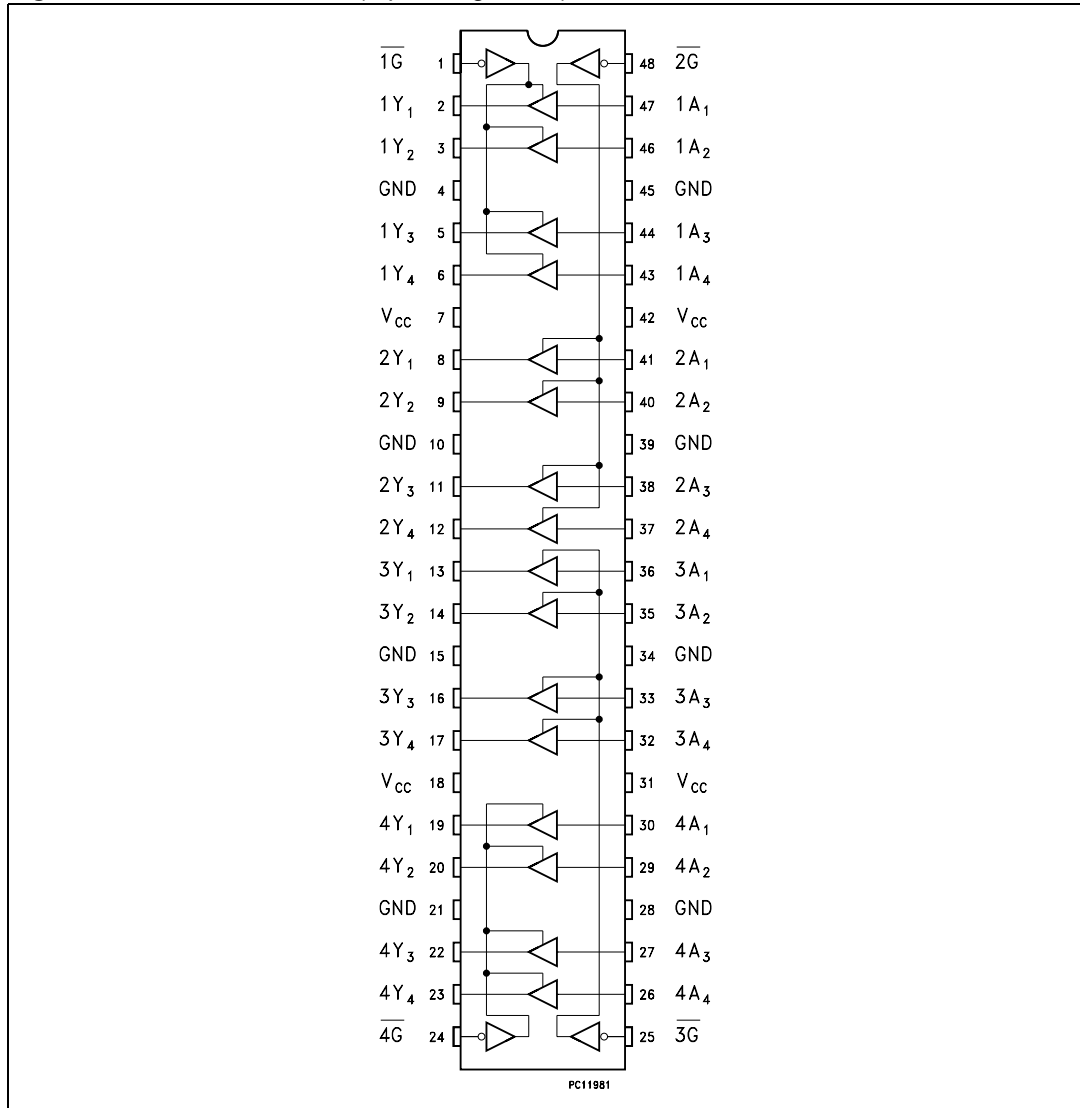 1G 1 48 2G
1Y1 2 47 1A1
1Y2 3 46 1A2
GND 4 45 GND
1Y3 5 44 1A3
1Y4 6 43 1A4
VCC 7 42 VCC
2Y1 8 41 2A1
2Y2 9 40 2A2
GND 10 39 GND
2Y3 11 38 2A3
2Y4 12 37 2A4
3Y1 13 36 3A1
3Y2 14 35 3A2
GND 15 34 GND
3Y3 16 33 3A3
3Y4 17 32 3A4
VCC 18 31 VCC
4Y1 19 30 4A1
4Y2 20 29 4A2
GND 21 28 GND
4Y3 22 27 4A3
4Y4 23 26 4A4
4G 24 25 3G
PC11981